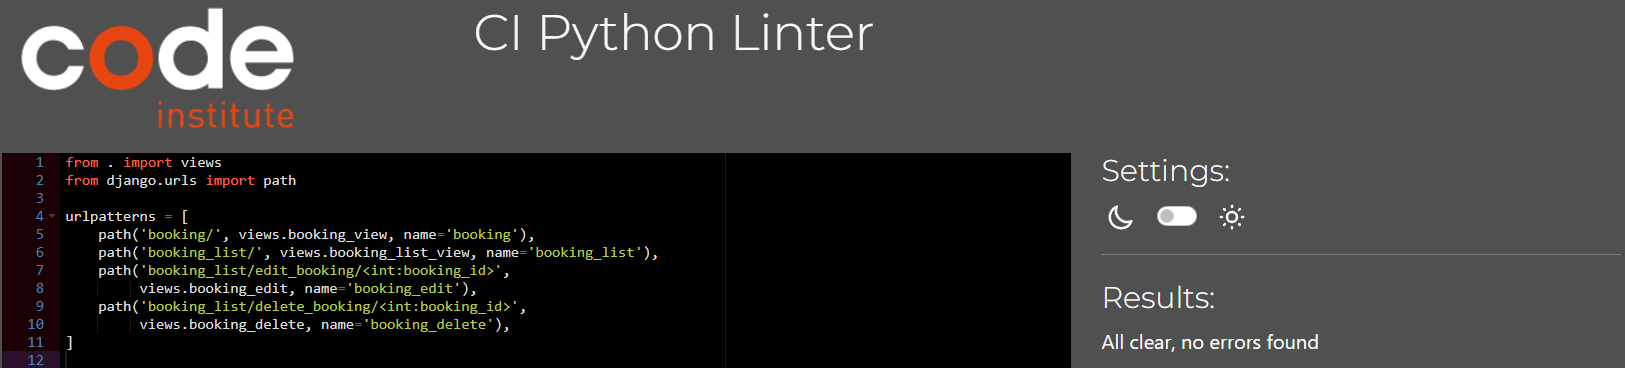 code
institute
CI Python Linter
1 from . import views
2 from django.urls import path
3
4 urlpatterns = [
5     path('booking/', views.booking_view, name='booking'),
6     path('booking_list/', views.booking_list_view, name='booking_list'),
7     path('booking_list/edit_booking/<int:booking_id>',
8          views.booking_edit, name='booking_edit'),
9     path('booking_list/delete_booking/<int:booking_id>',
10          views.booking_delete, name='booking_delete'),
11 ]
12
Settings:
Results:
All clear, no errors found